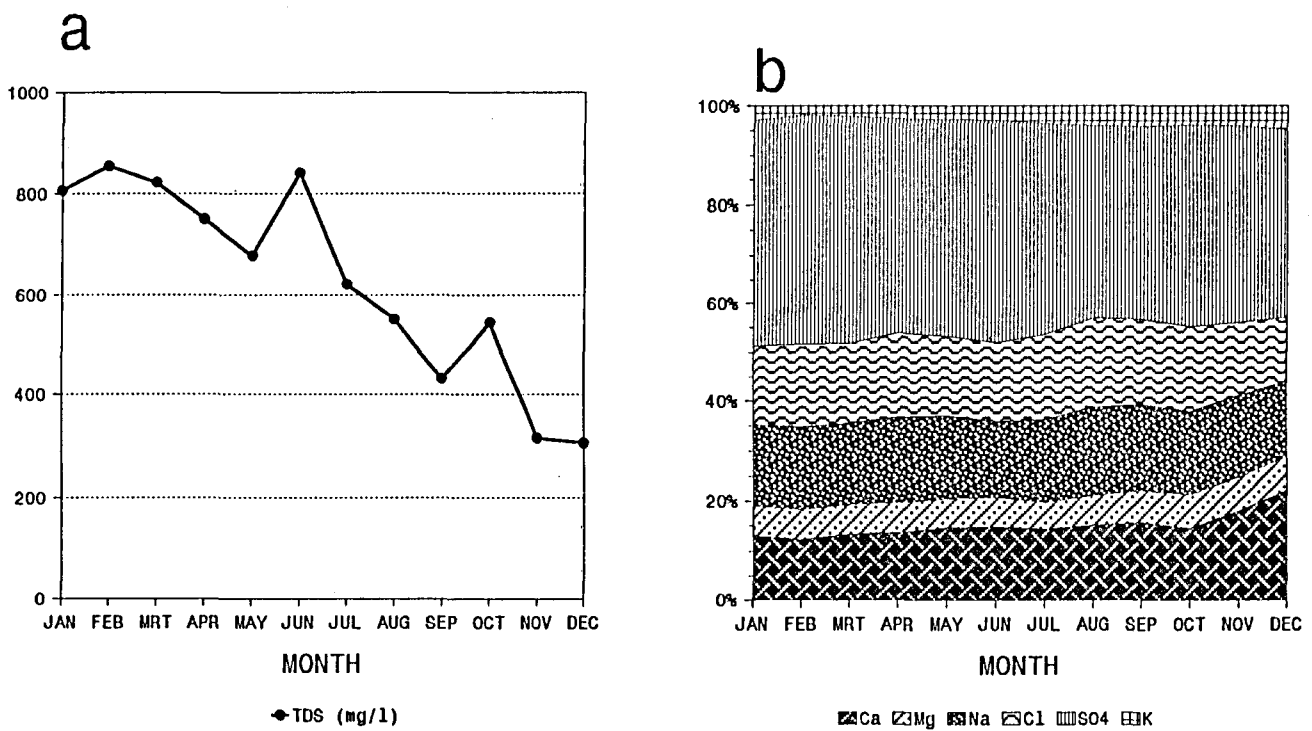 a
1000
800
600
400
200
0
JAN FEB MRT APR MAY JUN JUL AUG SEP OCT NOV DEC
MONTH
TDS (mg/l)
b
100%
80%
60%
40%
20%
0%
JAN FEB MRT APR MAY JUN JUL AUG SEP OCT NOV DEC
MONTH
Ca Mg Na Cl SO4 K